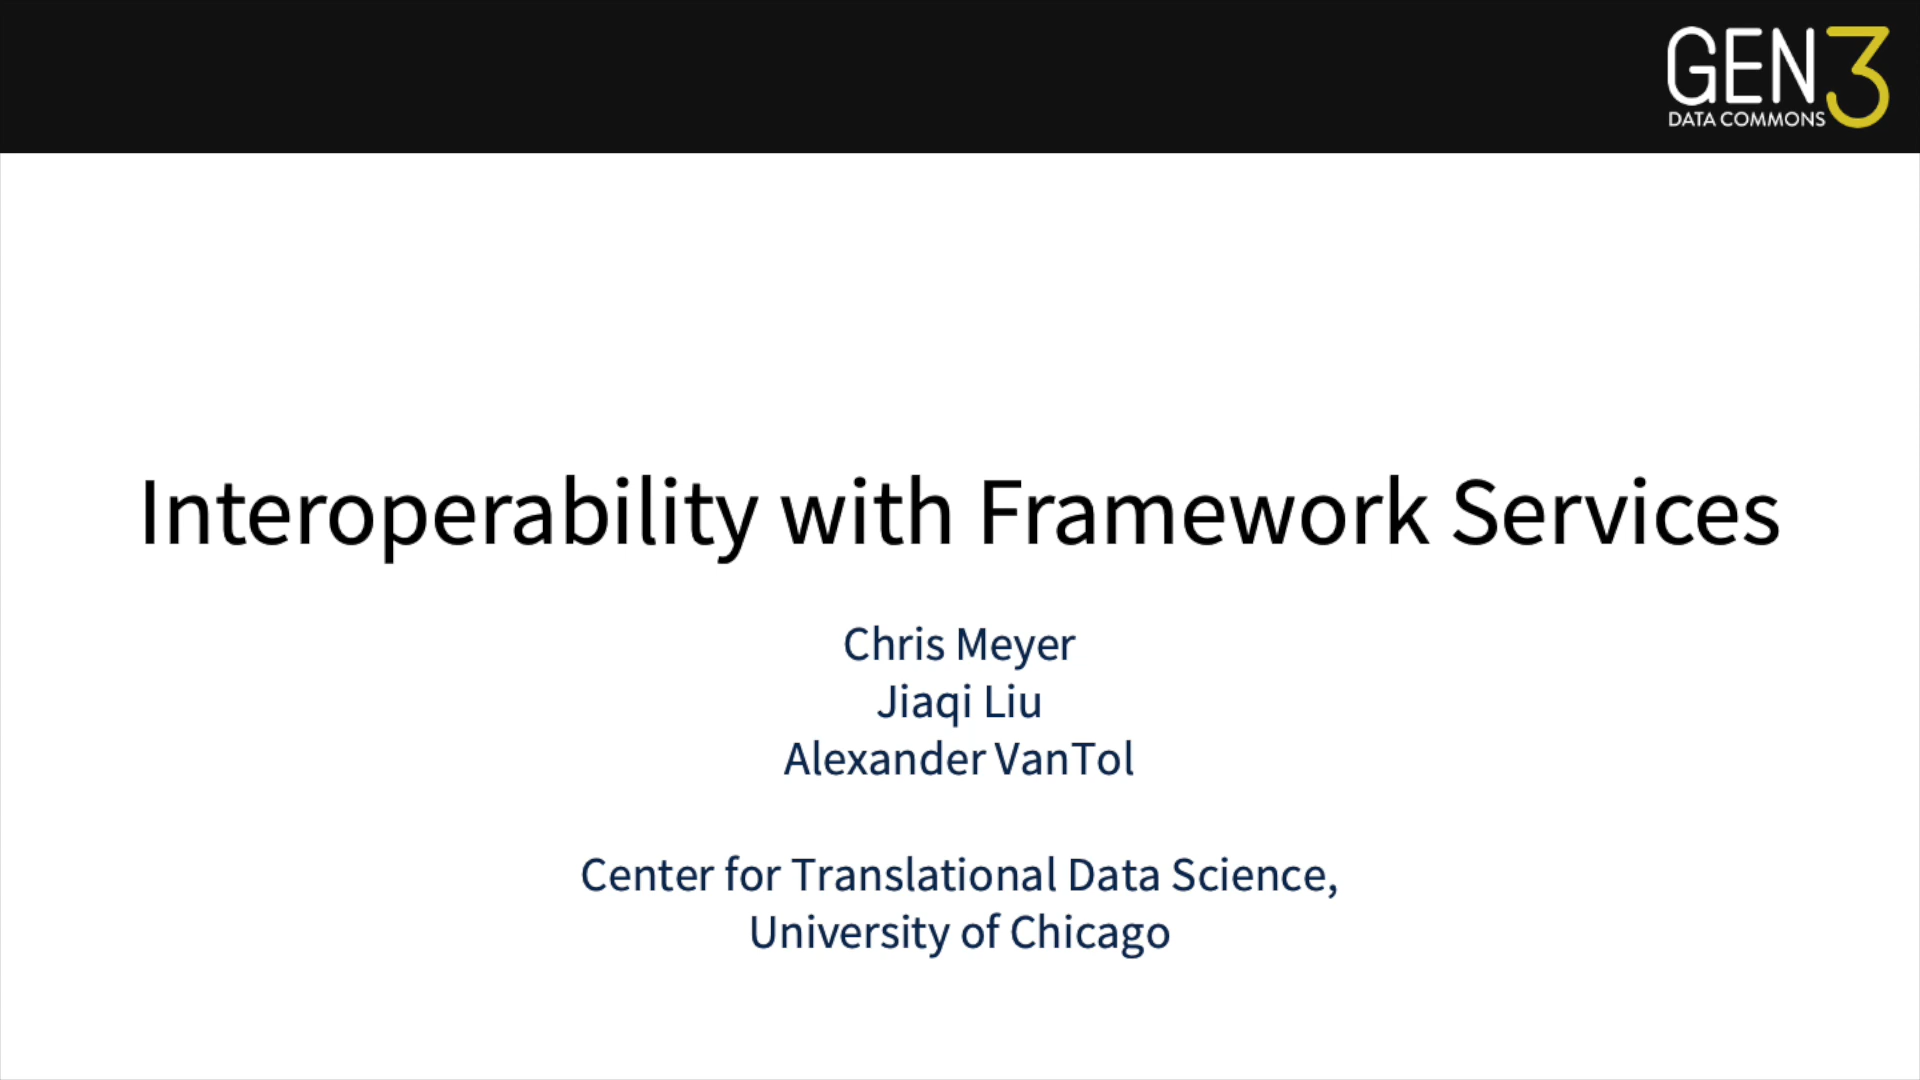 GEN3
DATA COMMONS
Interoperability with Framework Services
Chris Meyer
Jiaqi Liu
Alexander VanTol
Center for Translational Data Science,
University of Chicago